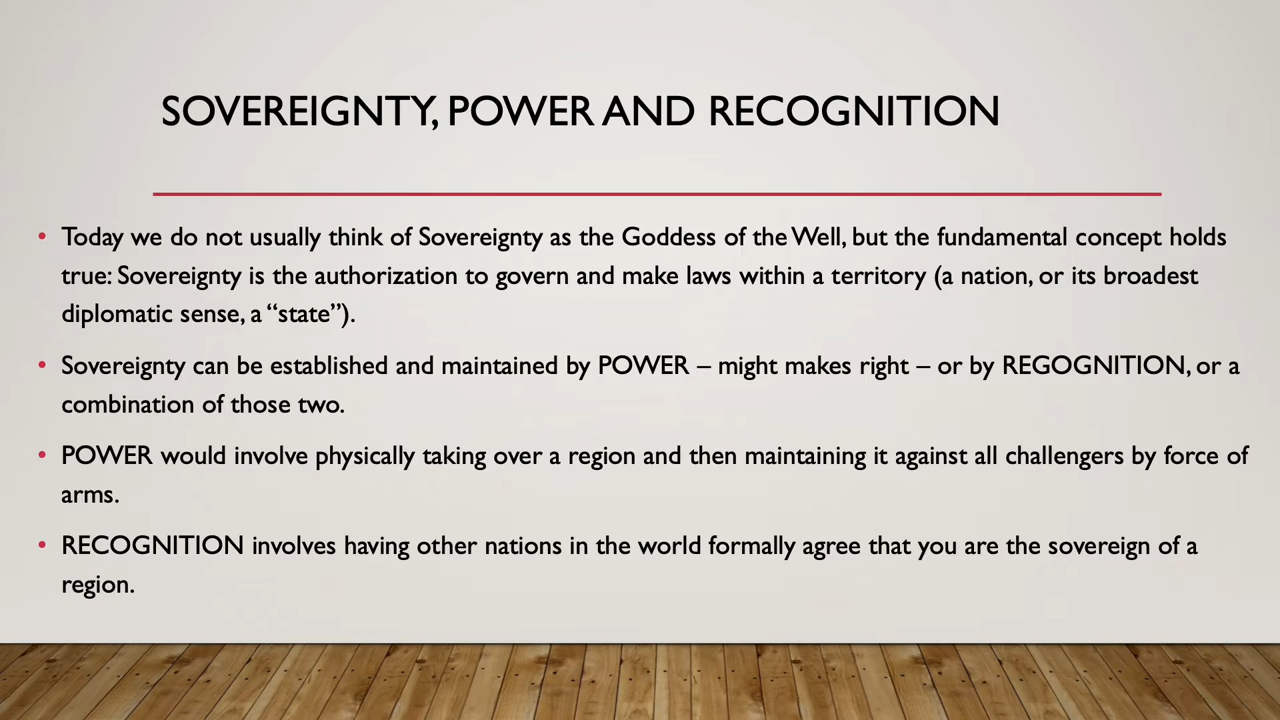 SOVEREIGNTY, POWER AND RECOGNITION
• Today we do not usually think of Sovereignty as the Goddess of the Well, but the fundamental concept holds
true: Sovereignty is the authorization to govern and make laws within a territory (a nation, or its broadest
diplomatic sense, a “state”).
• Sovereignty can be established and maintained by POWER – might makes right – or by REGOGNITION, or a
combination of those two.
• POWER would involve physically taking over a region and then maintaining it against all challengers by force of
arms.
• RECOGNITION involves having other nations in the world formally agree that you are the sovereign of a
region.